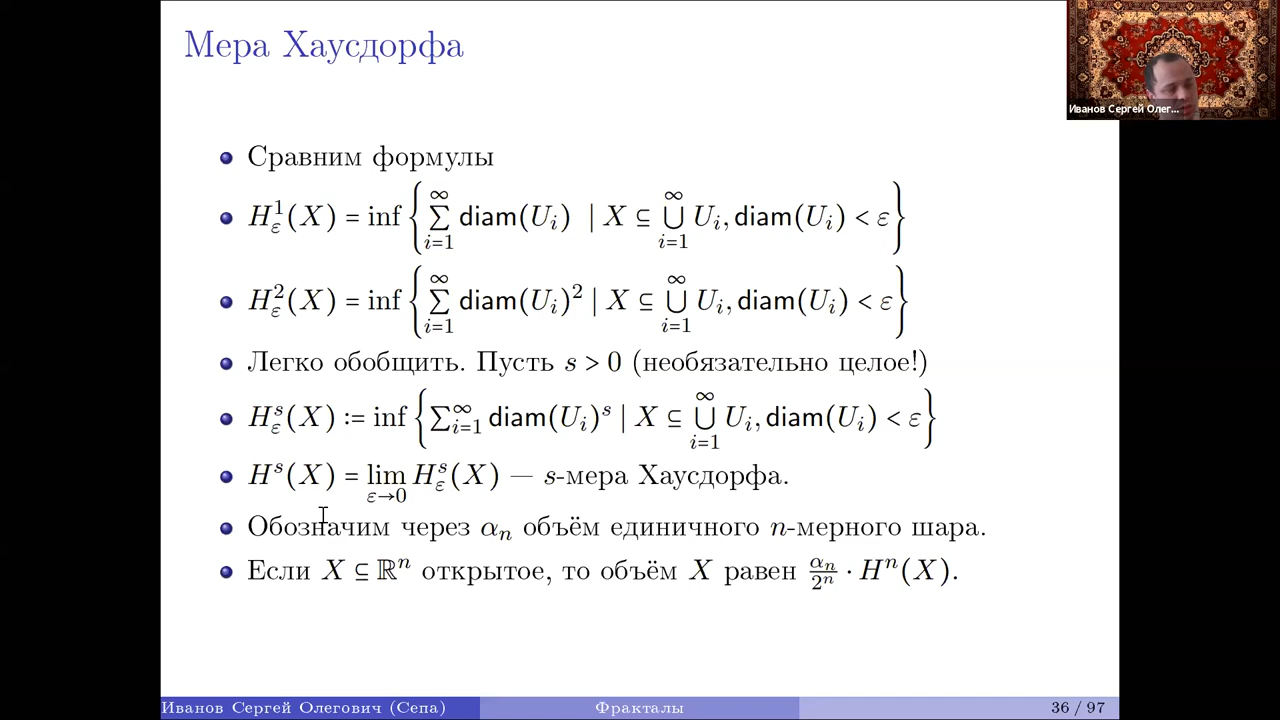 Мера Хаусдорфа
Иванов Сергей Олег...
Сравним формулы
H^1_ε(X) = inf { ∑_{i=1}^∞ diam(U_i) | X ⊆ ⋃_{i=1}^∞ U_i, diam(U_i) < ε }
H^2_ε(X) = inf { ∑_{i=1}^∞ diam(U_i)^2 | X ⊆ ⋃_{i=1}^∞ U_i, diam(U_i) < ε }
Легко обобщить. Пусть s > 0 (необязательно целое!)
H^s_ε(X) := inf { ∑_{i=1}^∞ diam(U_i)^s | X ⊆ ⋃_{i=1}^∞ U_i, diam(U_i) < ε }
H^s(X) = lim_{ε→0} H^s_ε(X) — s-мера Хаусдорфа.
Обозначим через α_n объём единичного n-мерного шара.
Если X ⊆ ℝ^n открытое, то объём X равен α_n/2^n · H^n(X).
Иванов Сергей Олегович (Сепа) Фракталы 36 / 97